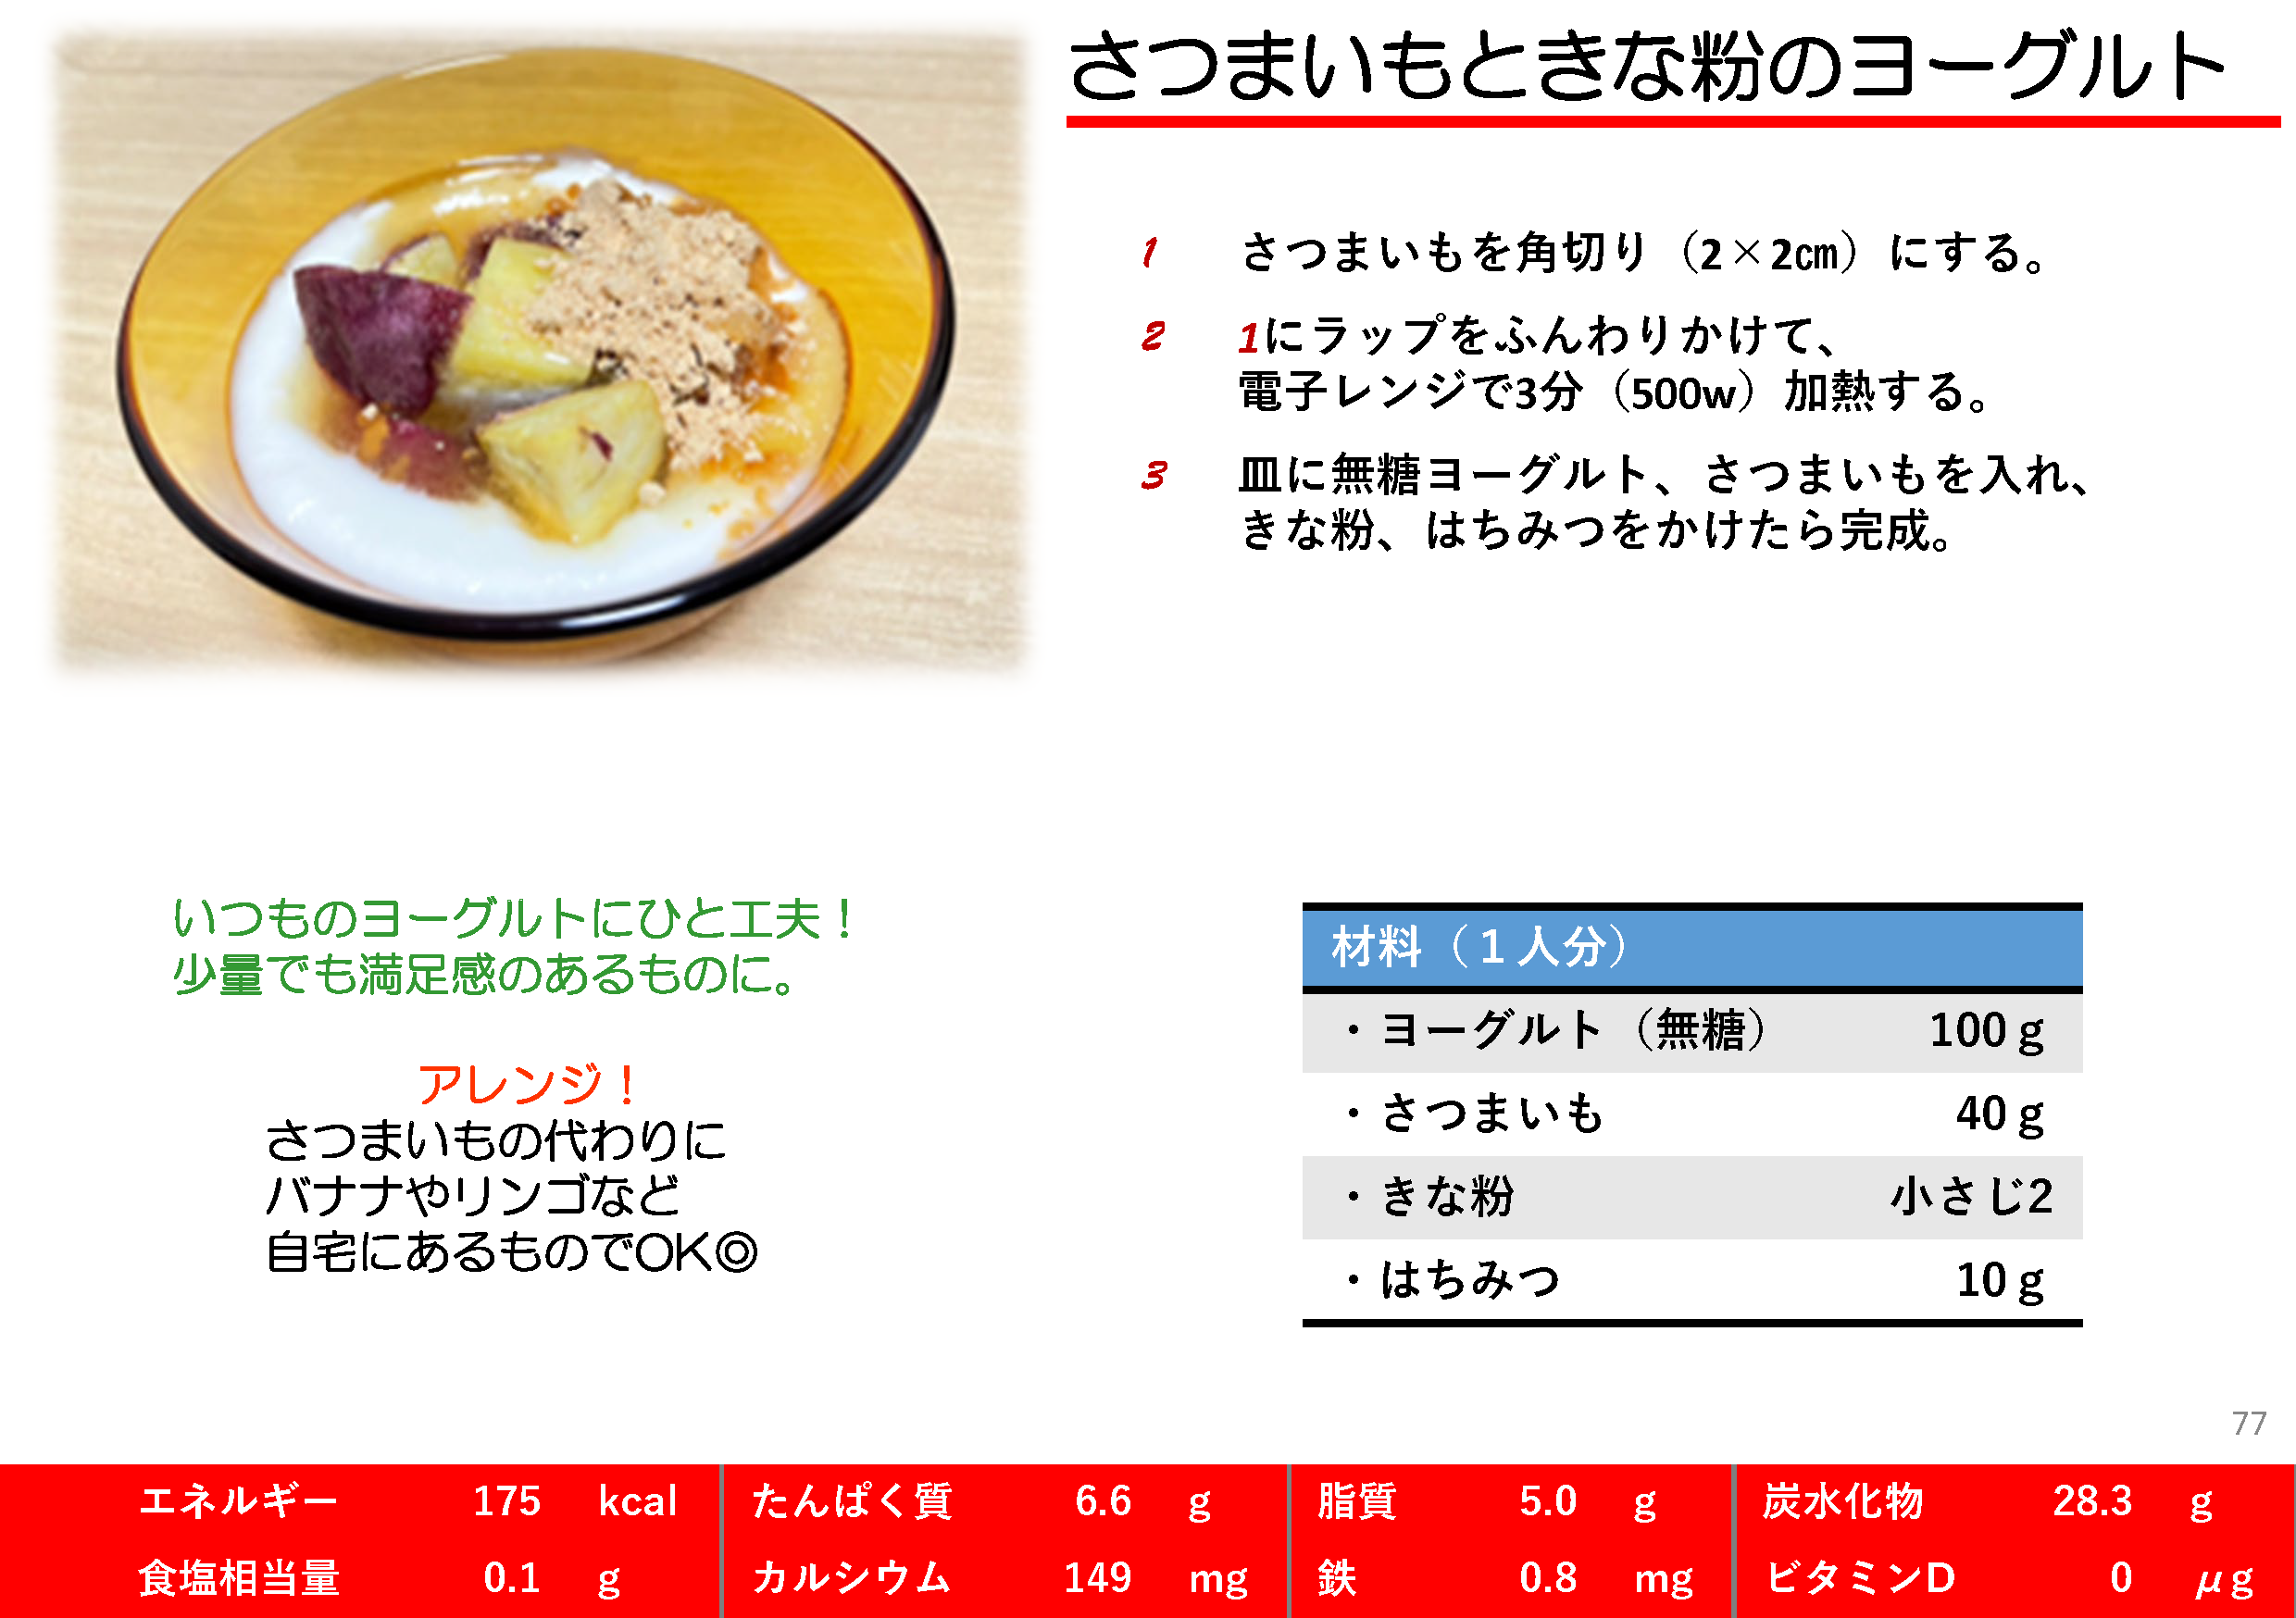 さつまいもときな粉のヨーグルト
1 さつまいもを角切り（2×2㎝）にする。
2 1にラップをふんわりかけて、
電子レンジで3分（500w）加熱する。
3 皿に無糖ヨーグルト、さつまいもを入れ、
きな粉、はちみつをかけたら完成。
いつものヨーグルトにひと工夫！
少量でも満足感のあるものに。
アレンジ！
さつまいもの代わりに
バナナやリンゴなど
自宅にあるものでOK◎
材料（１人分）
・ヨーグルト（無糖） 100ｇ
・さつまいも 40ｇ
・きな粉 小さじ2
・はちみつ 10ｇ
77
エネルギー 175 kcal たんぱく質 6.6 g 脂質 5.0 g 炭水化物 28.3 g
食塩相当量 0.1 g カルシウム 149 mg 鉄 0.8 mg ビタミンD 0 μg